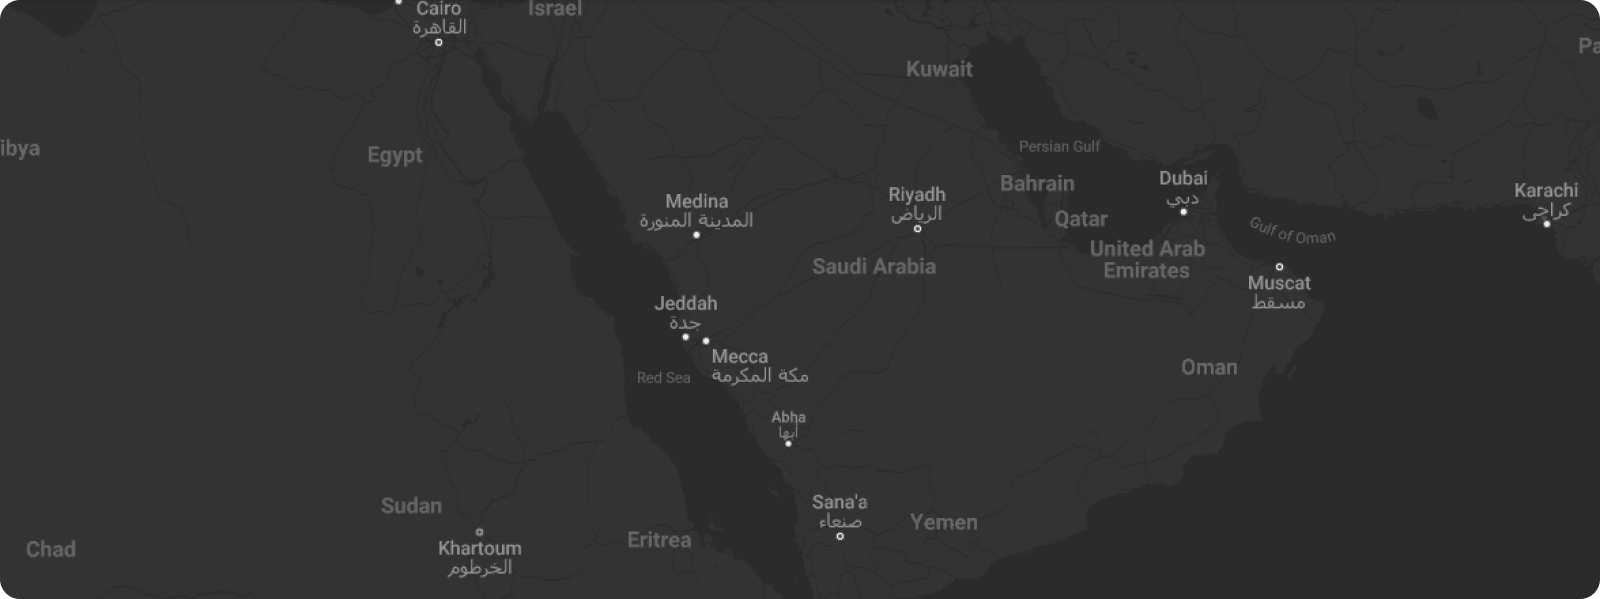 Cairo
القاهرة
Israel
Kuwait
ibya
Egypt
Persian Gulf
Medina
المدينة المنورة
Riyadh
الرياض
Bahrain
Qatar
Dubai
دبي
Karachi
کراچی
Gulf of Oman
United Arab
Emirates
Saudi Arabia
Muscat
مسقط
Jeddah
جدة
Mecca
مكة المكرمة
Red Sea
Oman
Abha
أبها
Sana'a
صنعاء
Yemen
Sudan
Khartoum
الخرطوم
Eritrea
Chad
Pa